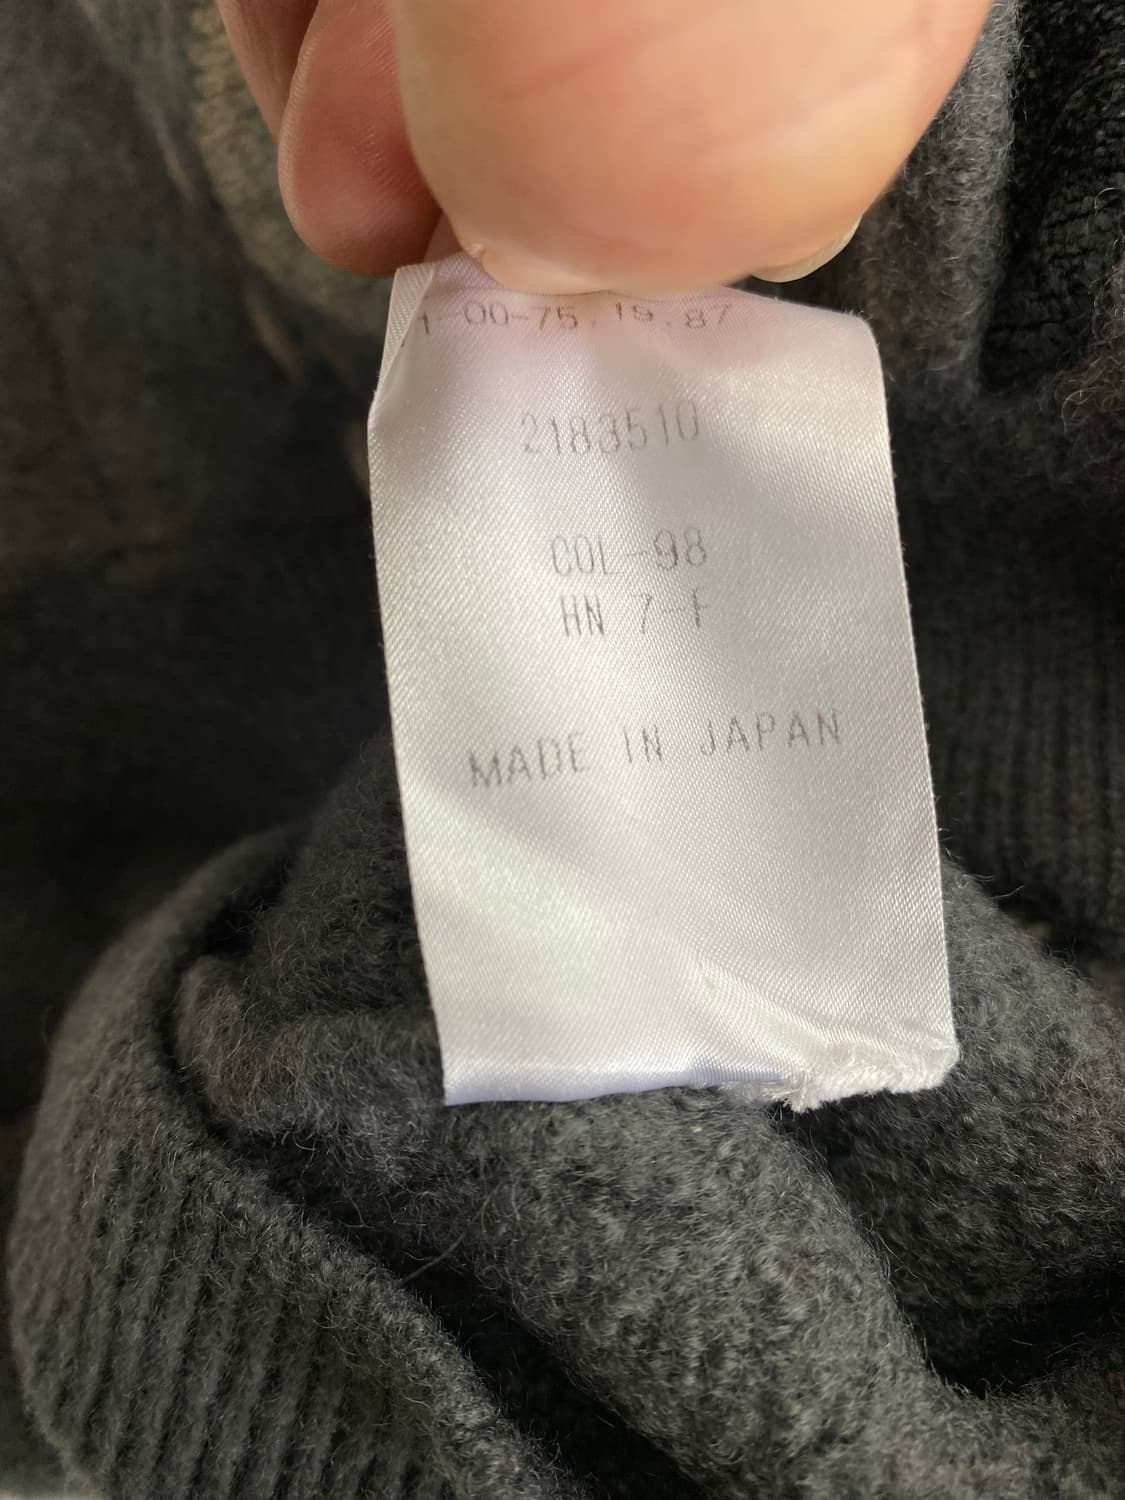 1-00-75.19.87
2183510
COL-98
HN 7-F
MADE IN JAPAN